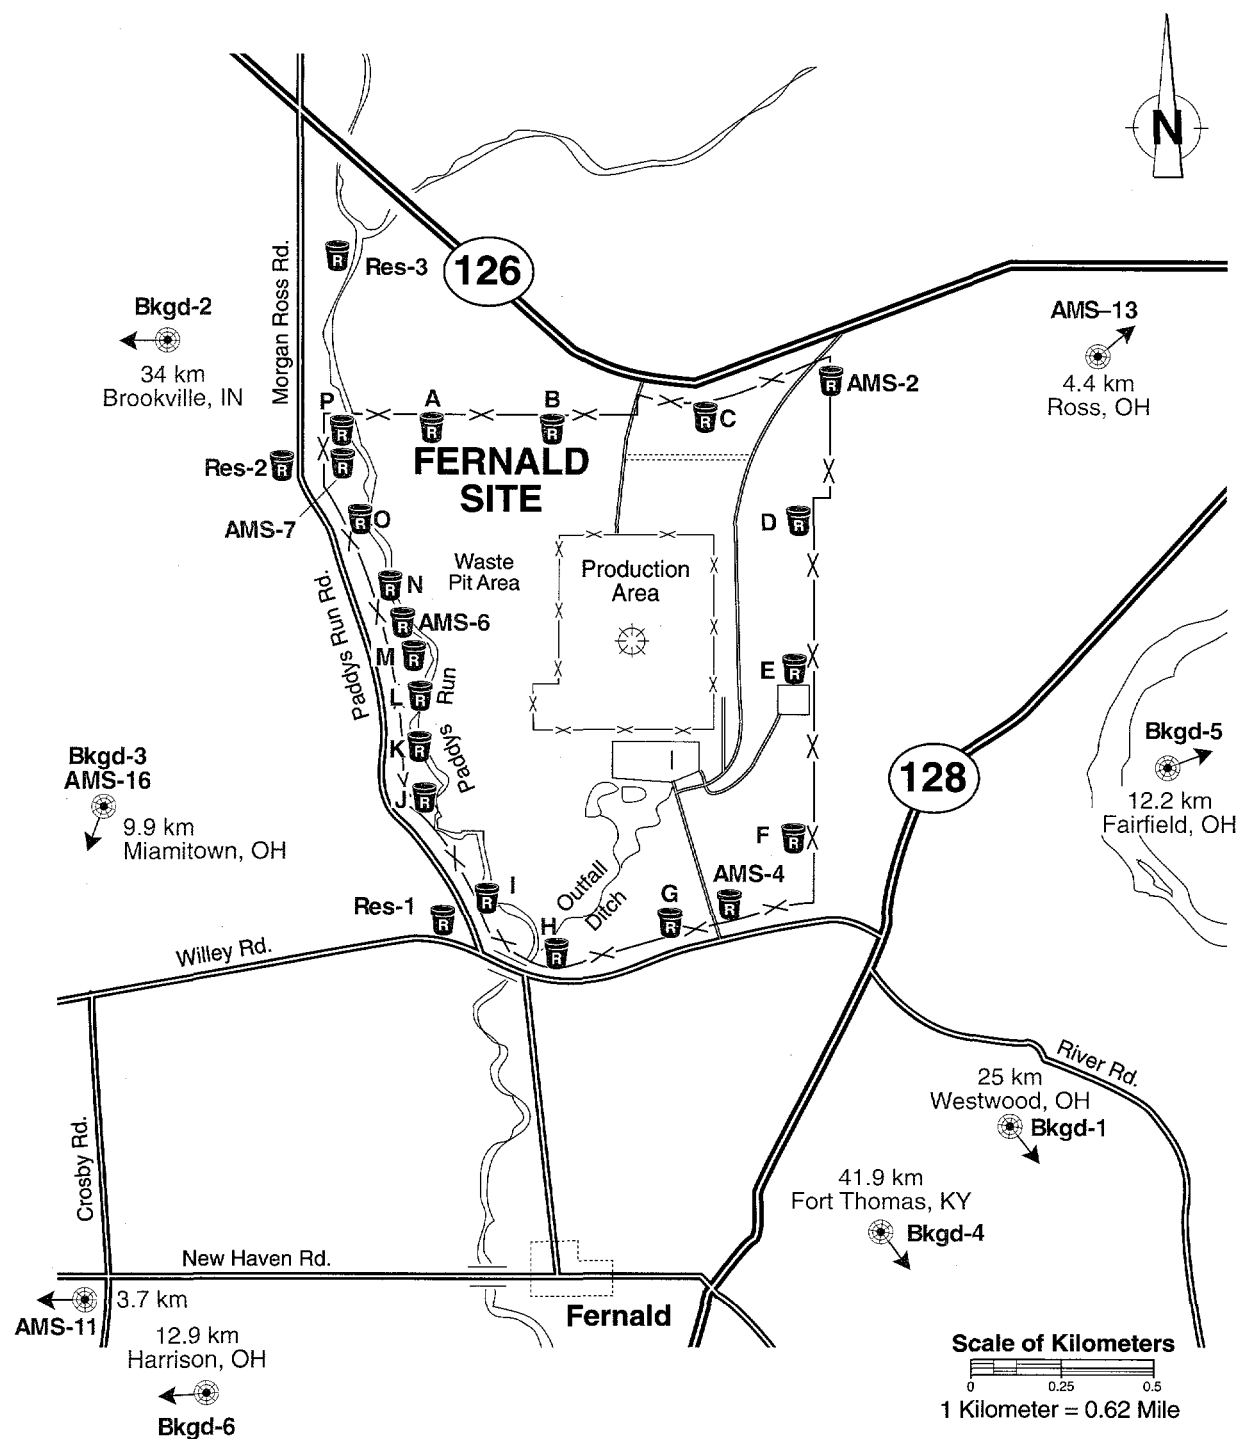 N
126
Res-3
R
Morgan Ross Rd.
Bkgd-2
34 km
Brookville, IN
AMS–13
4.4 km
Ross, OH
R
AMS-2
P
R
A
R
B
R
R
C
FERNALD
SITE
Res-2
R
R
AMS-7
R
O
D
R
Waste
Pit Area
Production
Area
R
N
R
AMS-6
M
R
E
R
Paddys Run Rd.
L
R
Paddys Run
K
R
J
R
Bkgd-3
AMS-16
9.9 km
Miamitown, OH
128
Bkgd-5
12.2 km
Fairfield, OH
F
R
AMS-4
R
G
R
Outfall
Ditch
I
R
H
R
Res-1
R
Willey Rd.
River Rd.
25 km
Westwood, OH
Bkgd-1
41.9 km
Fort Thomas, KY
Bkgd-4
Crosby Rd.
New Haven Rd.
Fernald
3.7 km
AMS-11
12.9 km
Harrison, OH
Bkgd-6
Scale of Kilometers
0 0.25 0.5
1 Kilometer = 0.62 Mile